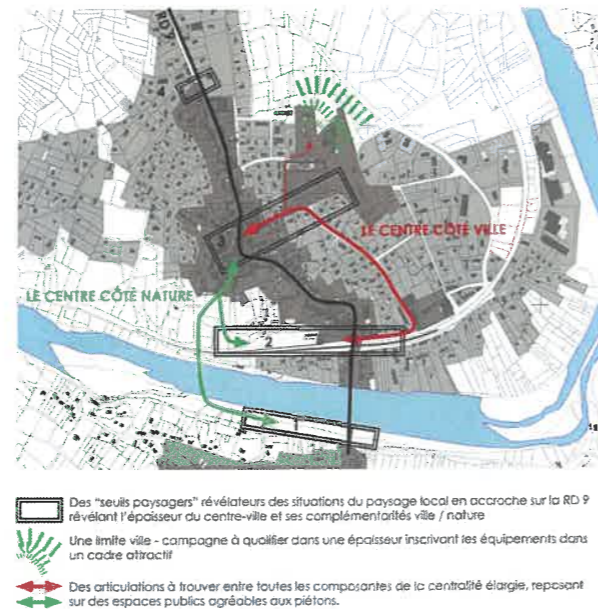 RD 9
4
LE CENTRE CÔTÉ VILLE
LE CENTRE CÔTÉ NATURE
2
1
Des "seuils paysagers" révélateurs des situations du paysage local en accroche sur la RD 9
révélant l'épaisseur du centre-ville et ses complémentarités ville / nature
Une limite ville - campagne à qualifier dans une épaisseur inscrivant les équipements dans
un cadre attractif
Des articulations à trouver entre toutes les composantes de la centralité élargie, reposant
sur des espaces publics agréables aux piétons.